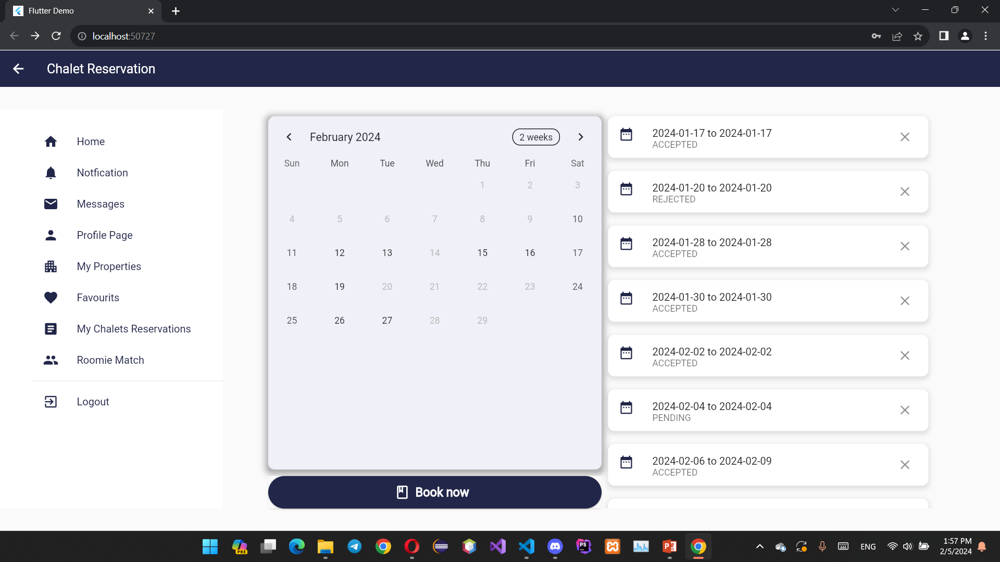 Flutter Demo
localhost:50727
Chalet Reservation
Home
Notfication
Messages
Profile Page
My Properties
Favourits
My Chalets Reservations
Roomie Match
Logout
February 2024
2 weeks
Sun Mon Tue Wed Thu Fri Sat
1 2 3
4 5 6 7 8 9 10
11 12 13 14 15 16 17
18 19 20 21 22 23 24
25 26 27 28 29
Book now
2024-01-17 to 2024-01-17
ACCEPTED
2024-01-20 to 2024-01-20
REJECTED
2024-01-28 to 2024-01-28
ACCEPTED
2024-01-30 to 2024-01-30
ACCEPTED
2024-02-02 to 2024-02-02
ACCEPTED
2024-02-04 to 2024-02-04
PENDING
2024-02-06 to 2024-02-09
ACCEPTED
PRE
PS
P
ENG
1:57 PM
2/5/2024